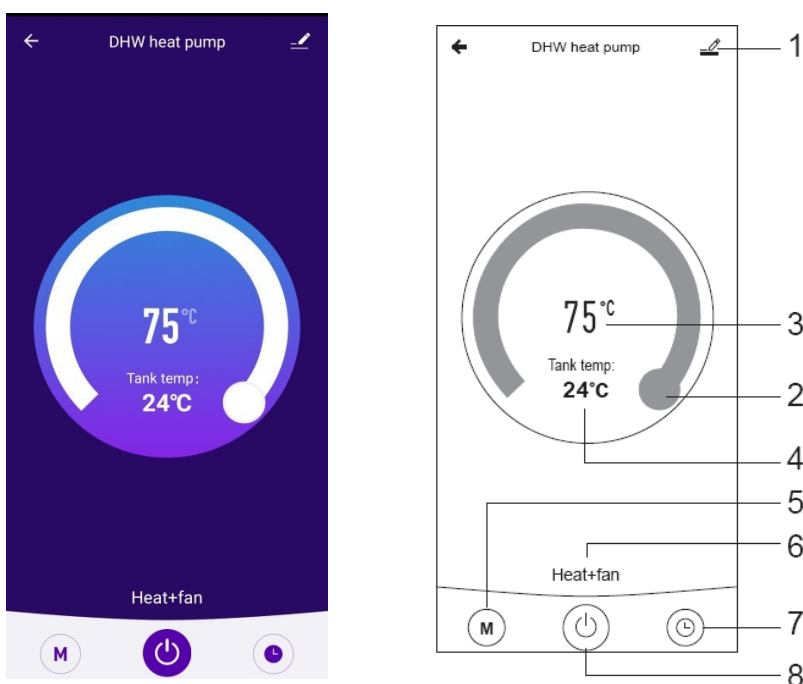 DHW heat pump
75°C
Tank temp:
24°C
Heat+fan
M
DHW heat pump
1
75°C
3
Tank temp:
24°C
2
4
5
6
Heat+fan
M
7
8